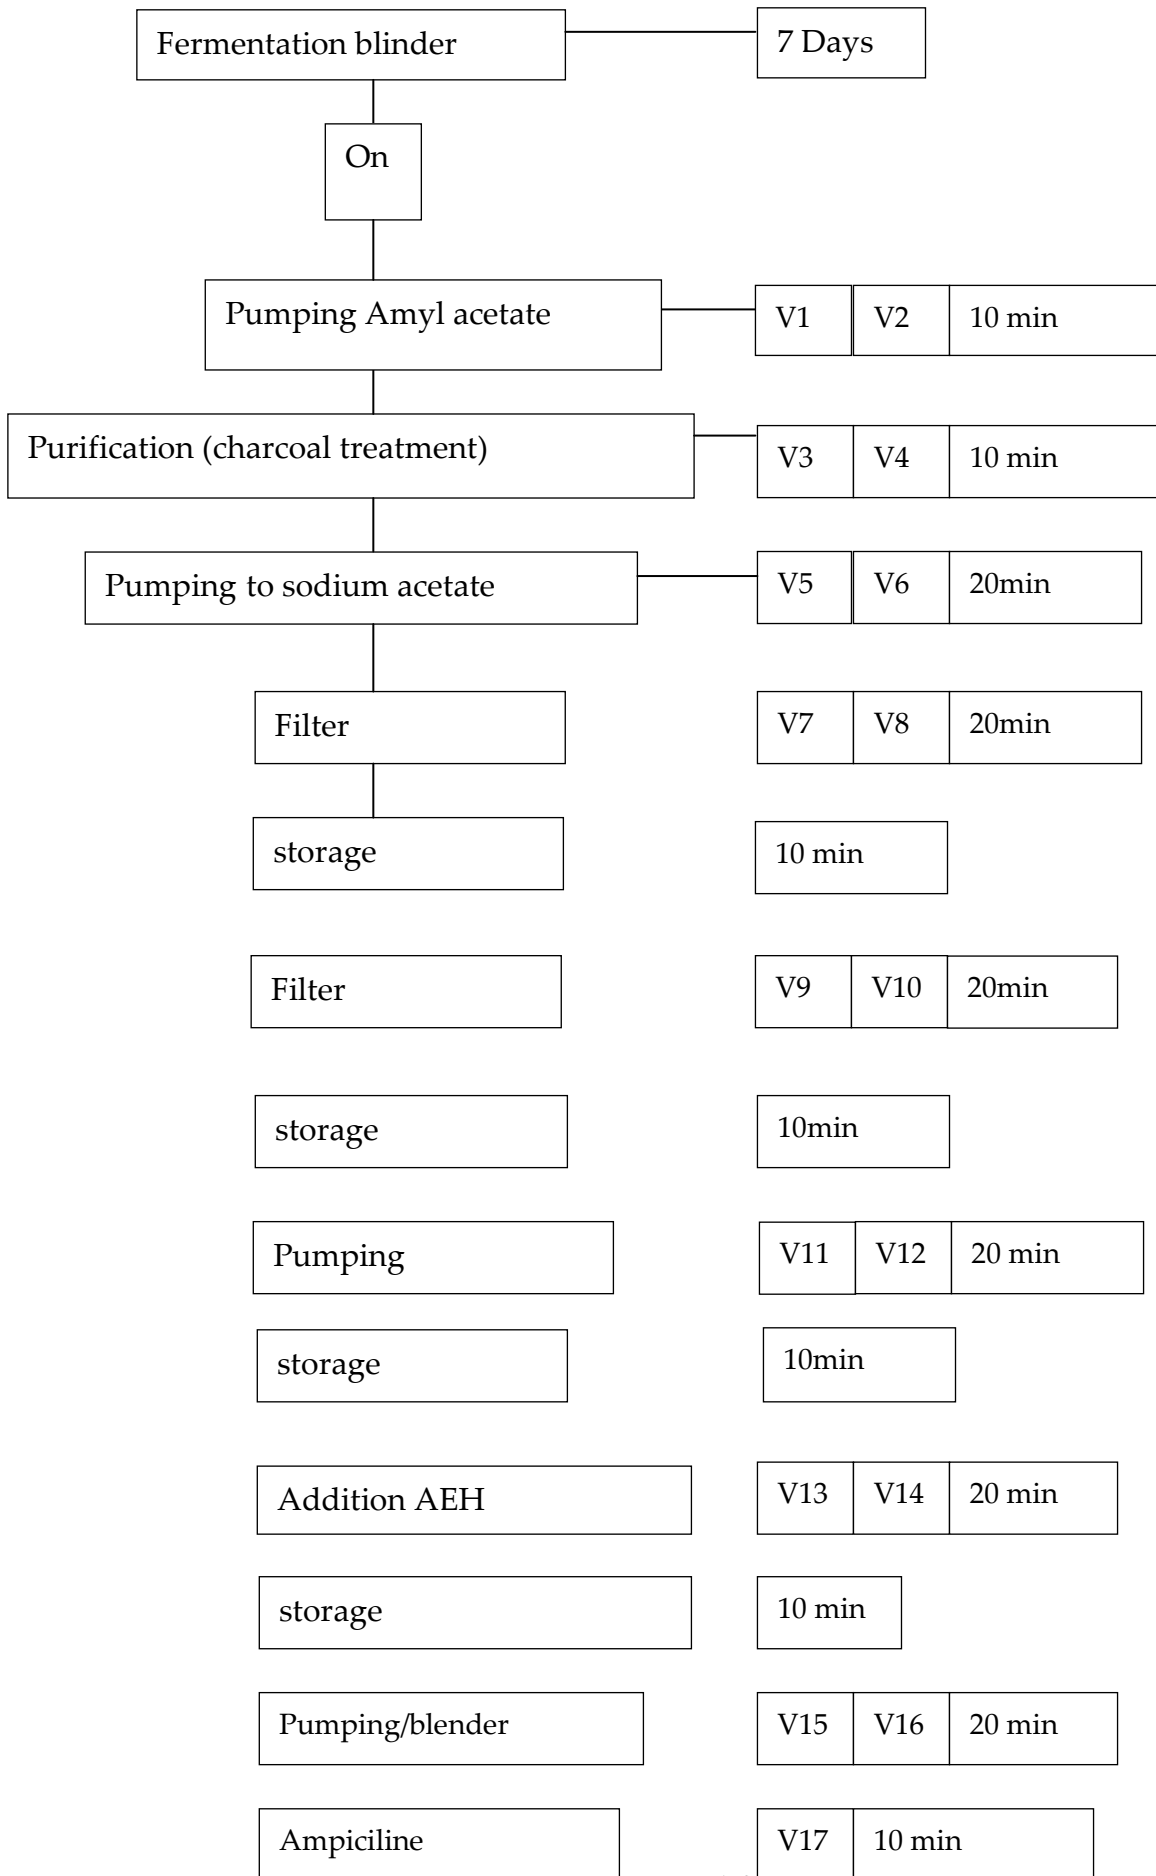 Fermentation blinder 7 Days
On
Pumping Amyl acetate V1 V2 10 min
Purification (charcoal treatment) V3 V4 10 min
Pumping to sodium acetate V5 V6 20min
Filter V7 V8 20min
storage 10 min
Filter V9 V10 20min
storage 10min
Pumping V11 V12 20 min
storage 10min
Addition AEH V13 V14 20 min
storage 10 min
Pumping/blender V15 V16 20 min
Ampiciline V17 10 min